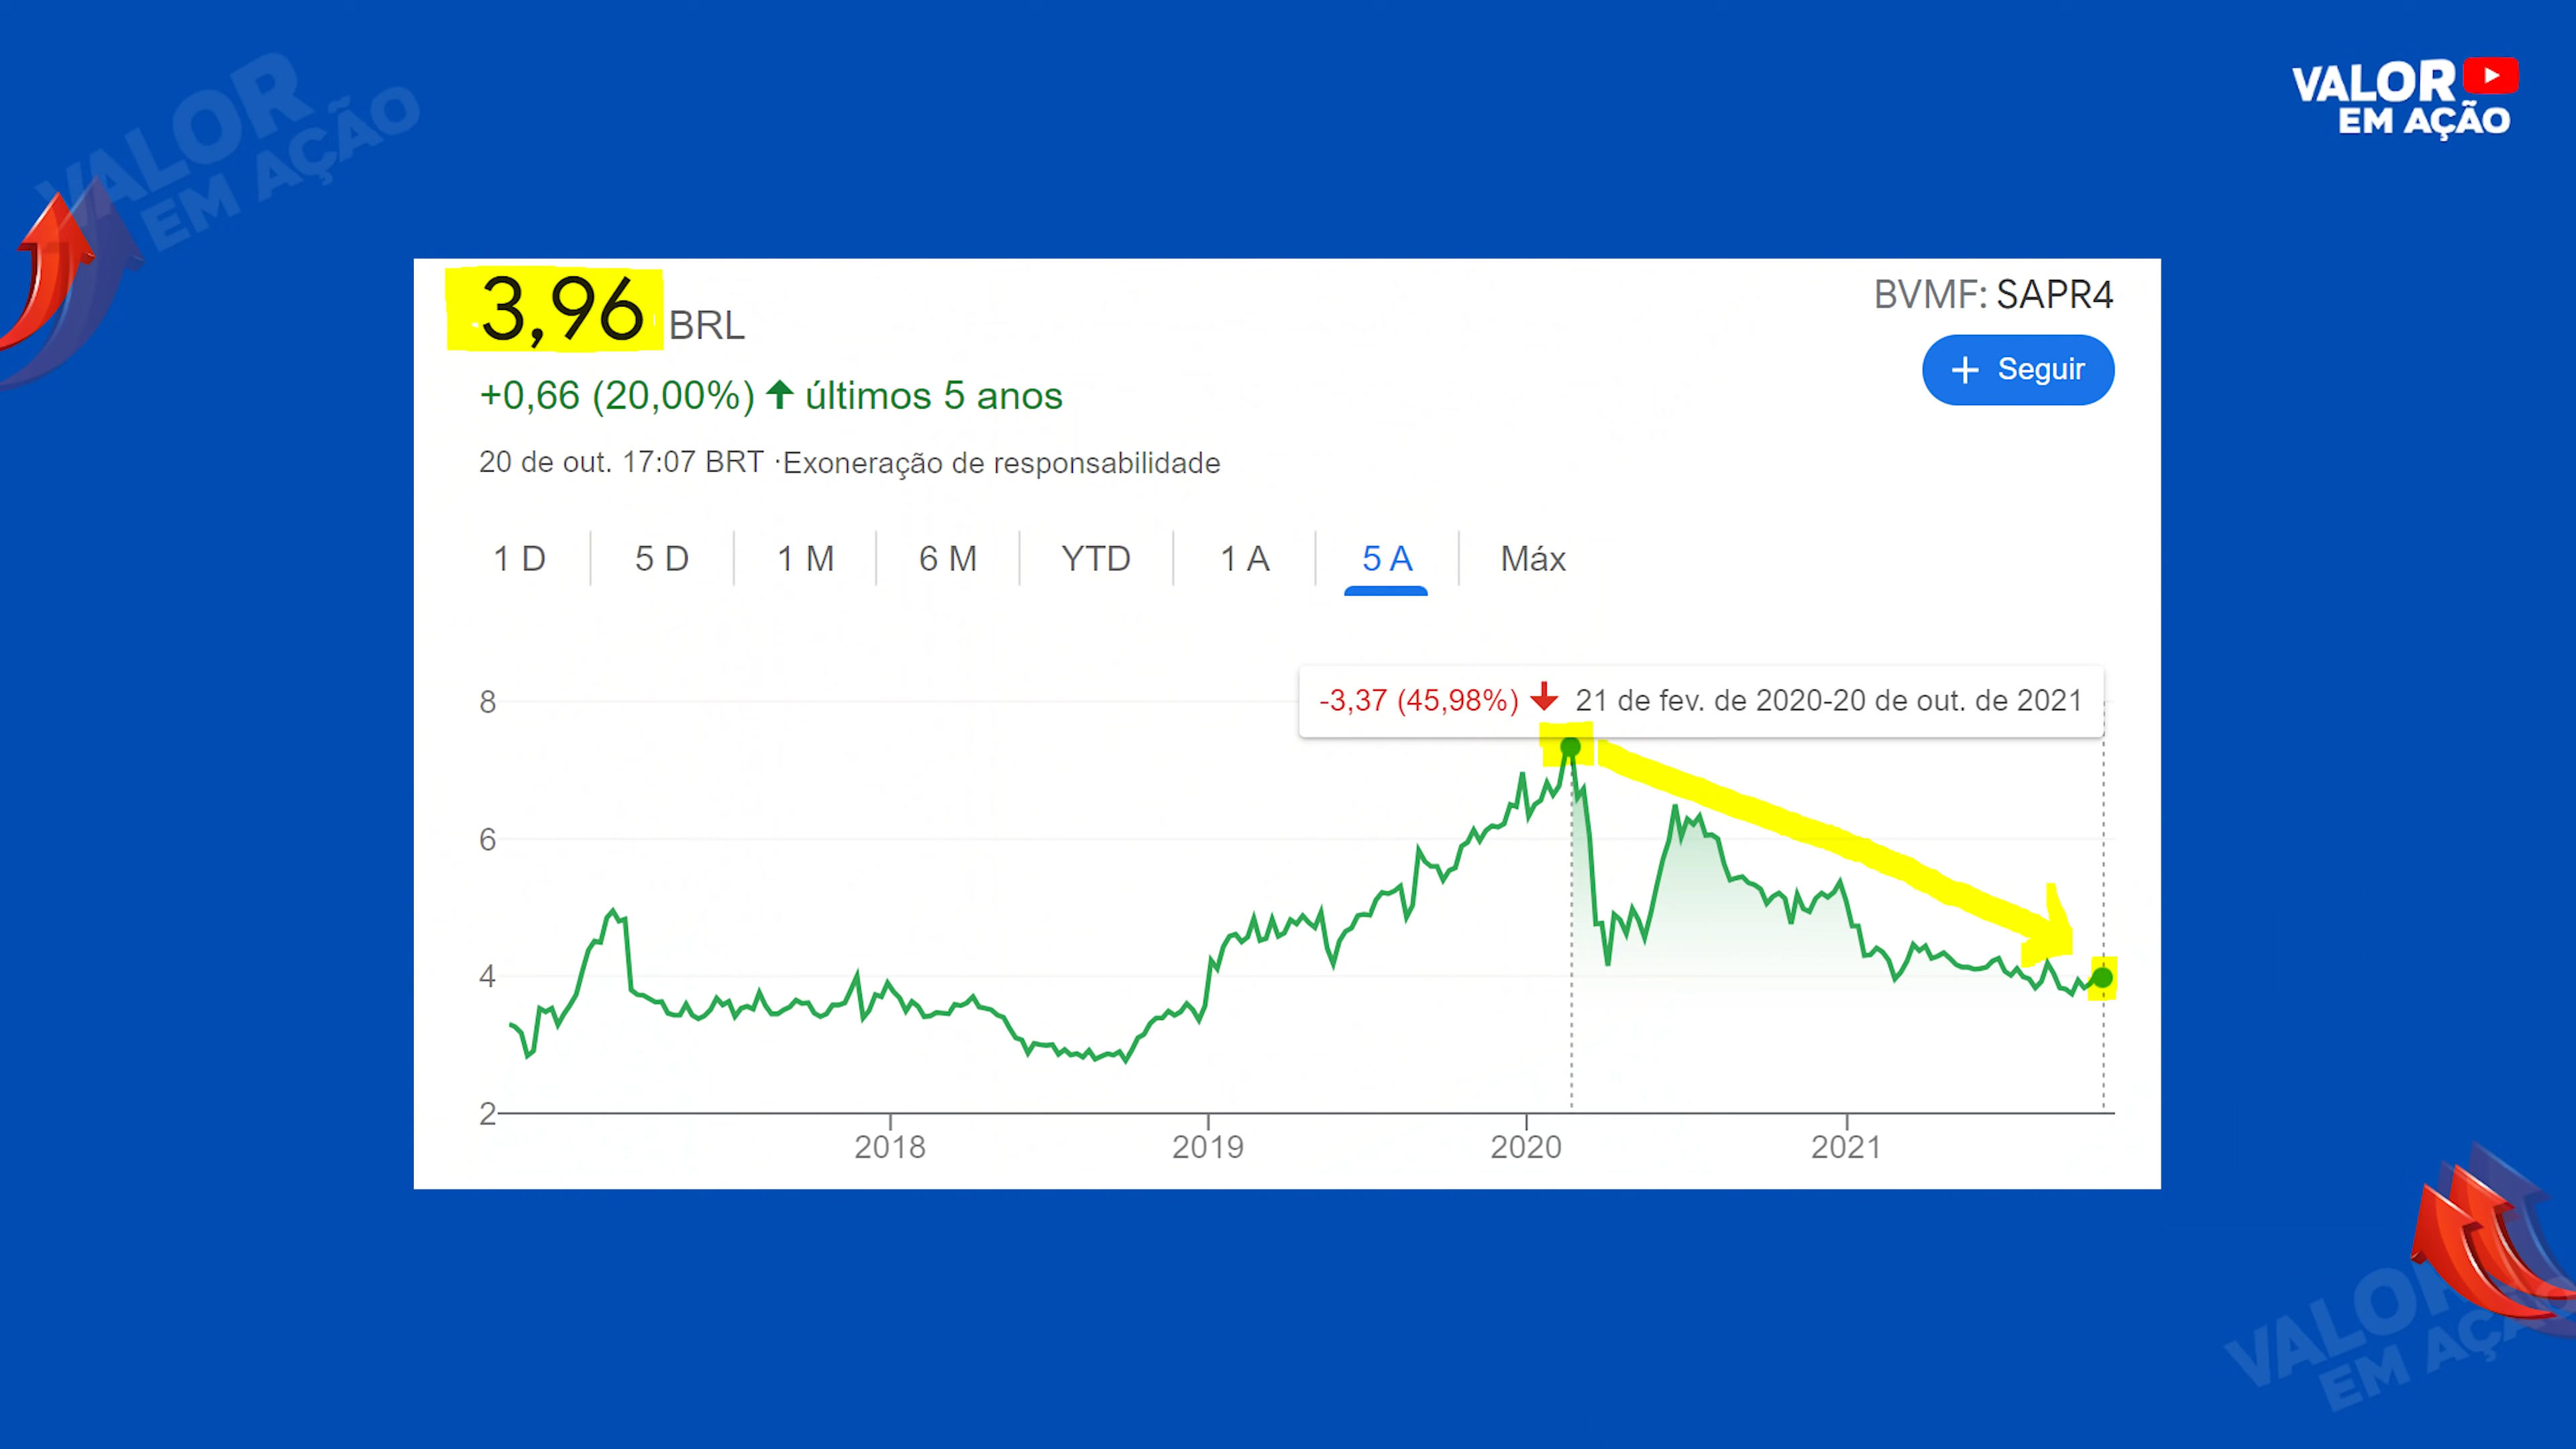 VALOR
EM AÇÃO
VALOR
EM AÇÃO
3,96 BRL
BVMF: SAPR4
+ Seguir
+0,66 (20,00%) ↑ últimos 5 anos
20 de out. 17:07 BRT ·Exoneração de responsabilidade
1 D 5 D 1 M 6 M YTD 1 A 5 A Máx
-3,37 (45,98%) ↓ 21 de fev. de 2020-20 de out. de 2021
8
6
4
2
2018 2019 2020 2021
VALOR
EM AÇÃO